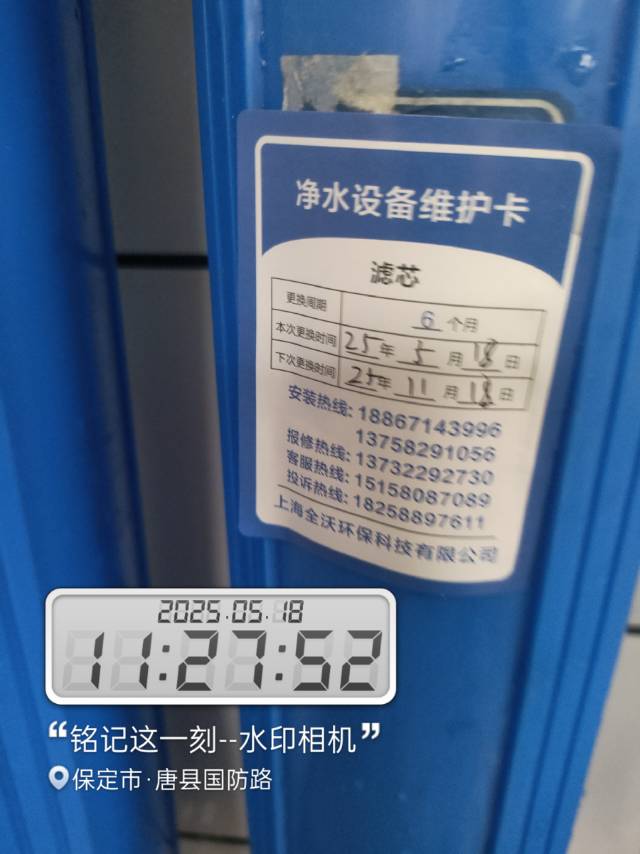 净水设备维护卡
滤芯
更换周期 6 个月
本次更换时间 25 年 5 月 18 日
下次更换时间 25 年 11 月 18 日
安装热线: 18867143996
13758291056
报修热线: 13732292730
客服热线: 15158087089
投诉热线: 18258897611
上海全沃环保科技有限公司
2025.05.18
11:27:52
“铭记这一刻--水印相机”
保定市·唐县国防路